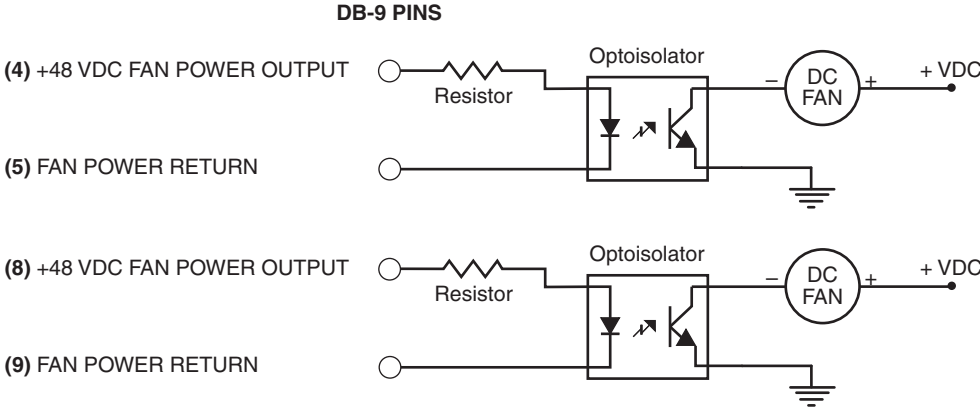 DB-9 PINS
(4) +48 VDC FAN POWER OUTPUT
Resistor
Optoisolator
–
DC
FAN
+
+ VDC
(5) FAN POWER RETURN
(8) +48 VDC FAN POWER OUTPUT
Resistor
Optoisolator
–
DC
FAN
+
+ VDC
(9) FAN POWER RETURN